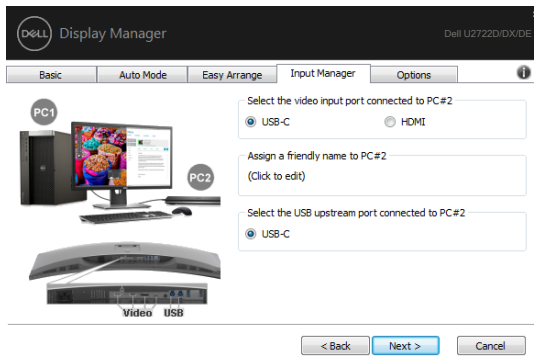 DELL Display Manager
Dell U2722D/DX/DE
Basic Auto Mode Easy Arrange Input Manager Options
PC1
PC2
Video USB
Select the video input port connected to PC#2
USB-C HDMI
Assign a friendly name to PC#2
(Click to edit)
Select the USB upstream port connected to PC#2
USB-C
< Back Next > Cancel